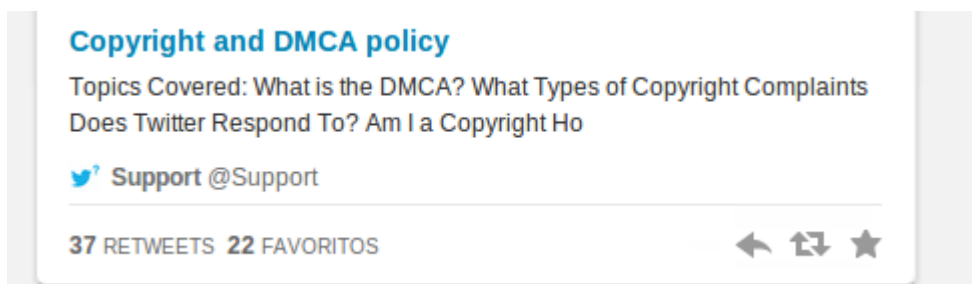 Copyright and DMCA policy
Topics Covered: What is the DMCA? What Types of Copyright Complaints
Does Twitter Respond To? Am I a Copyright Ho
Support @Support
37 RETWEETS 22 FAVORITOS